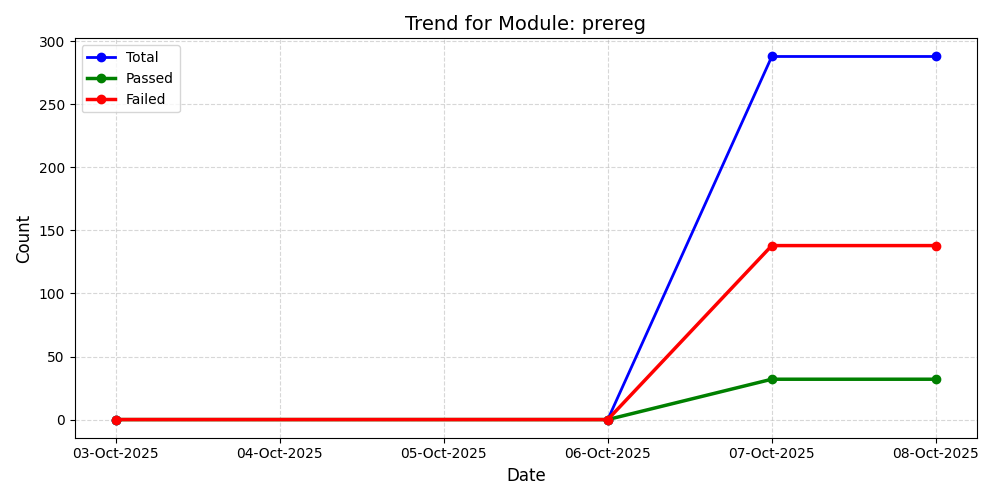 Trend for Module: prereg
Total
Passed
Failed
Count
300
250
200
150
100
50
0
03-Oct-2025 04-Oct-2025 05-Oct-2025 06-Oct-2025 07-Oct-2025 08-Oct-2025
Date